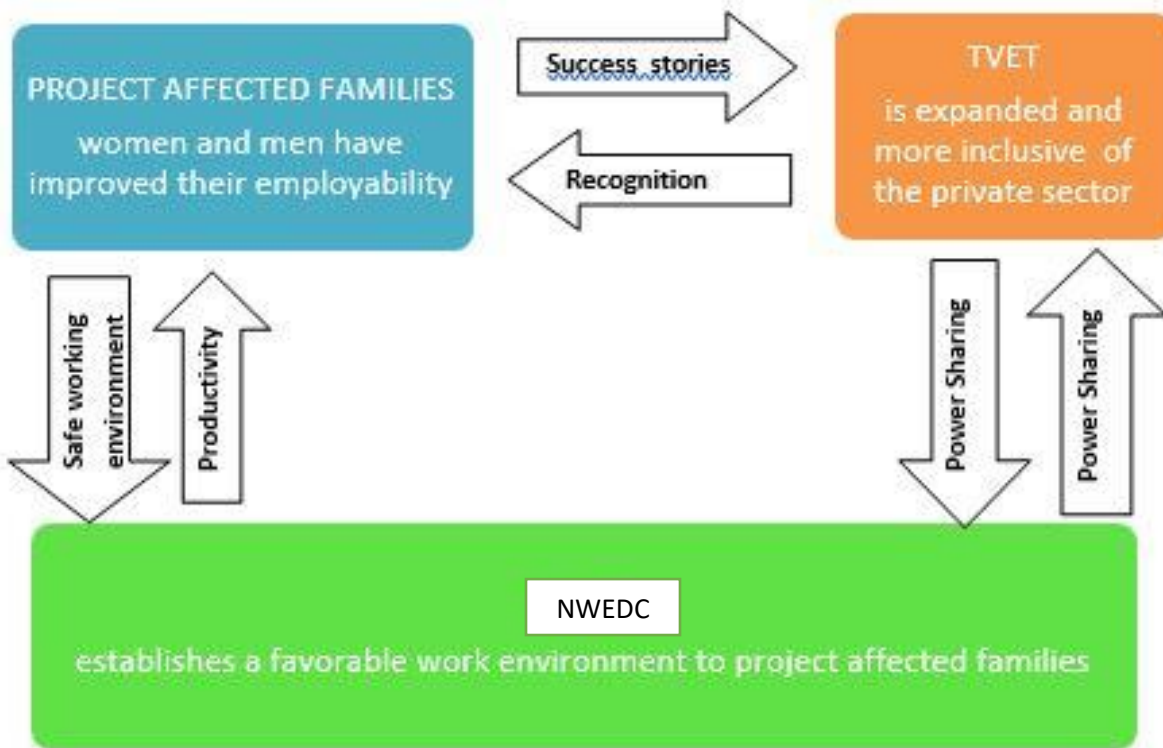 PROJECT AFFECTED FAMILIES
women and men have
improved their employability
Success stories
Recognition
TVET
is expanded and
more inclusive of
the private sector
Safe working
environment
Productivity
Power Sharing
Power Sharing
NWEDC
establishes a favorable work environment to project affected families